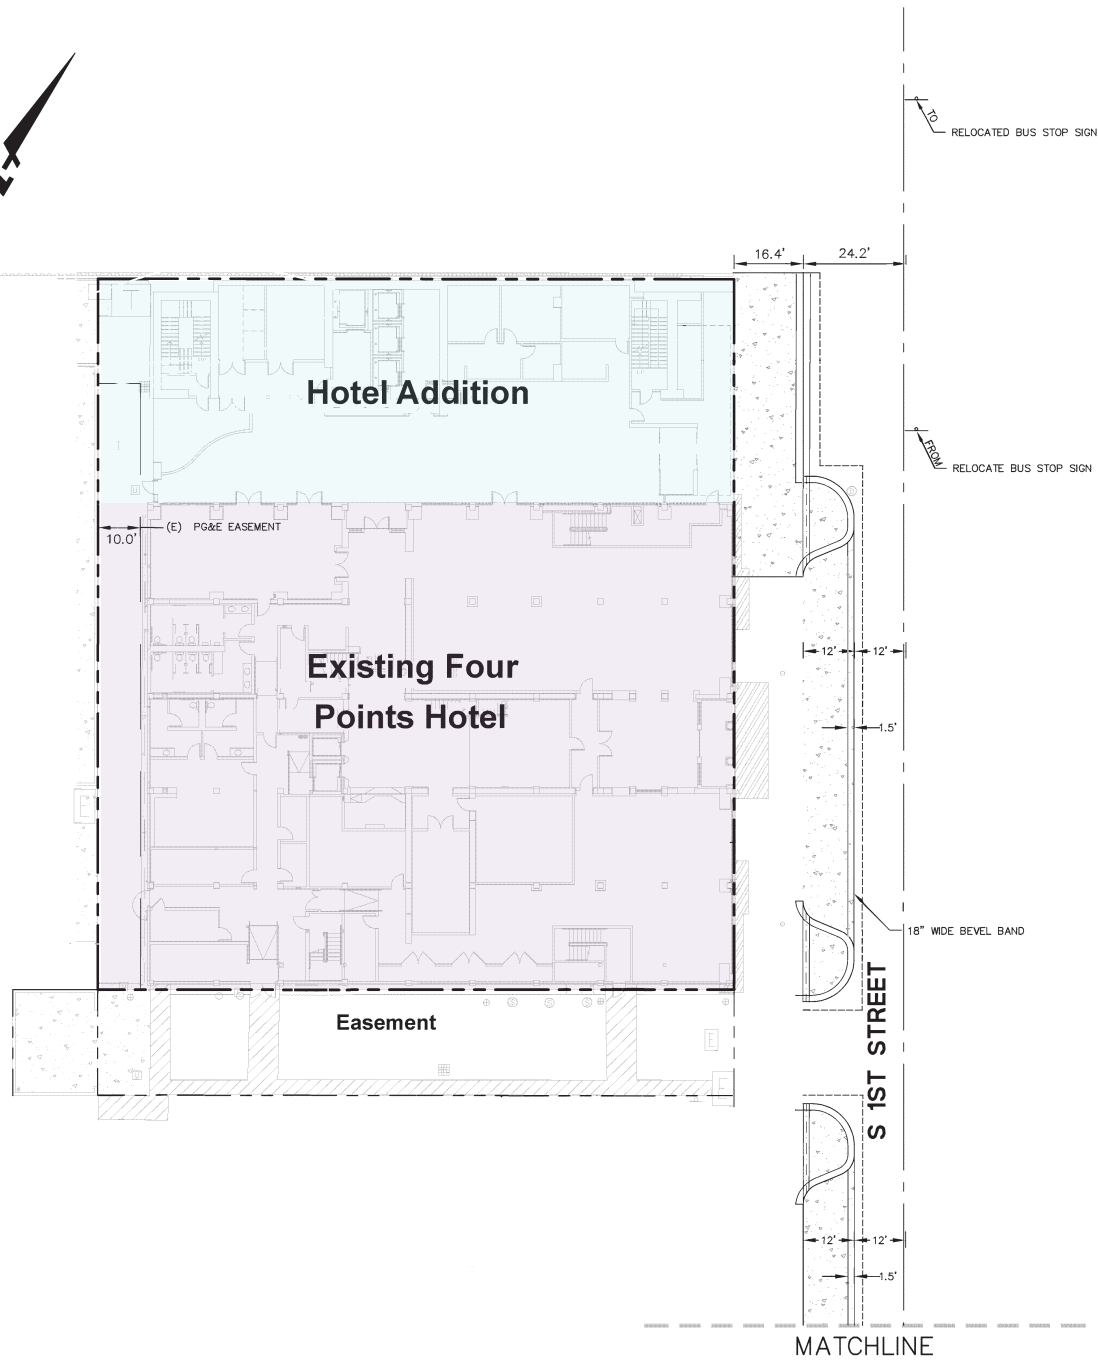 TO
RELOCATED BUS STOP SIGN
16.4'
24.2'
Hotel Addition
FROM
RELOCATE BUS STOP SIGN
(E) PG&E EASEMENT
10.0'
12'
12'
Existing Four
Points Hotel
1.5'
E
18" WIDE BEVEL BAND
S 1ST STREET
S
S
S
Easement
E
E
12'
12'
1.5'
MATCHLINE